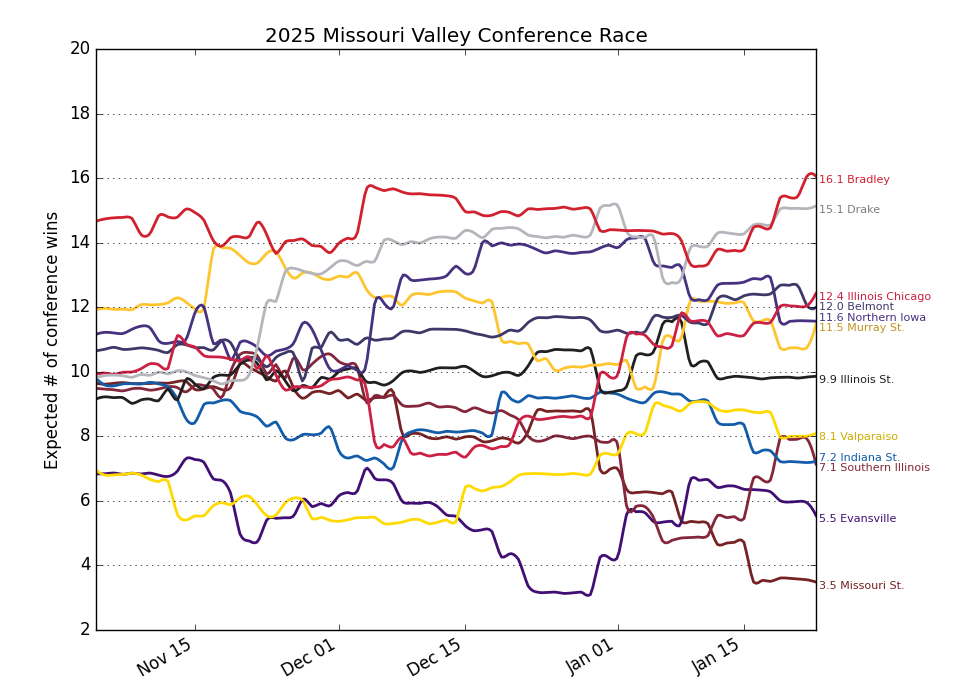 2025 Missouri Valley Conference Race
Expected # of conference wins
20
18
16
14
12
10
8
6
4
2
16.1 Bradley
15.1 Drake
12.4 Illinois Chicago
12.0 Belmont
11.6 Northern Iowa
11.5 Murray St.
9.9 Illinois St.
8.1 Valparaiso
7.2 Indiana St.
7.1 Southern Illinois
5.5 Evansville
3.5 Missouri St.
Nov 15
Dec 01
Dec 15
Jan 01
Jan 15